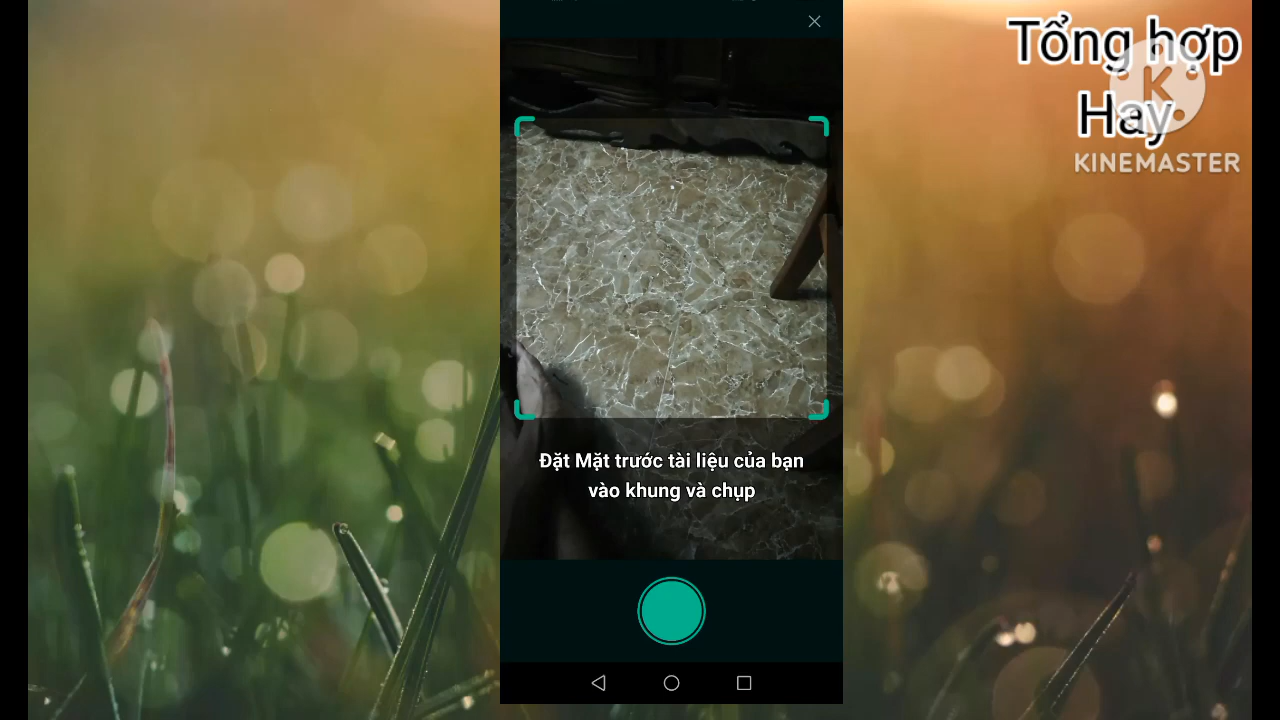 Tổng hợp
Hay
K
KINEMASTER
Đặt Mặt trước tài liệu của bạn
vào khung và chụp